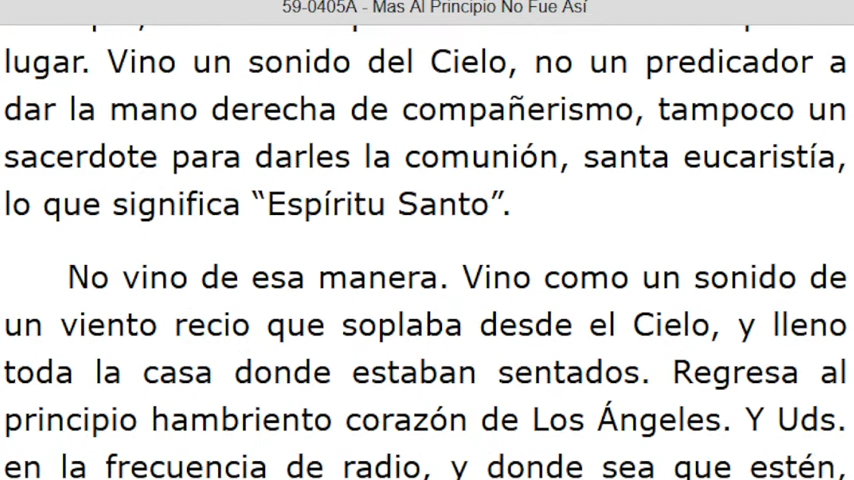 59-0405A - Mas Al Principio No Fue Así
lugar. Vino un sonido del Cielo, no un predicador a
dar la mano derecha de compañerismo, tampoco un
sacerdote para darles la comunión, santa eucaristía,
lo que significa “Espíritu Santo”.
No vino de esa manera. Vino como un sonido de
un viento recio que soplaba desde el Cielo, y lleno
toda la casa donde estaban sentados. Regresa al
principio hambriento corazón de Los Ángeles. Y Uds.
en la frecuencia de radio, y donde sea que estén,